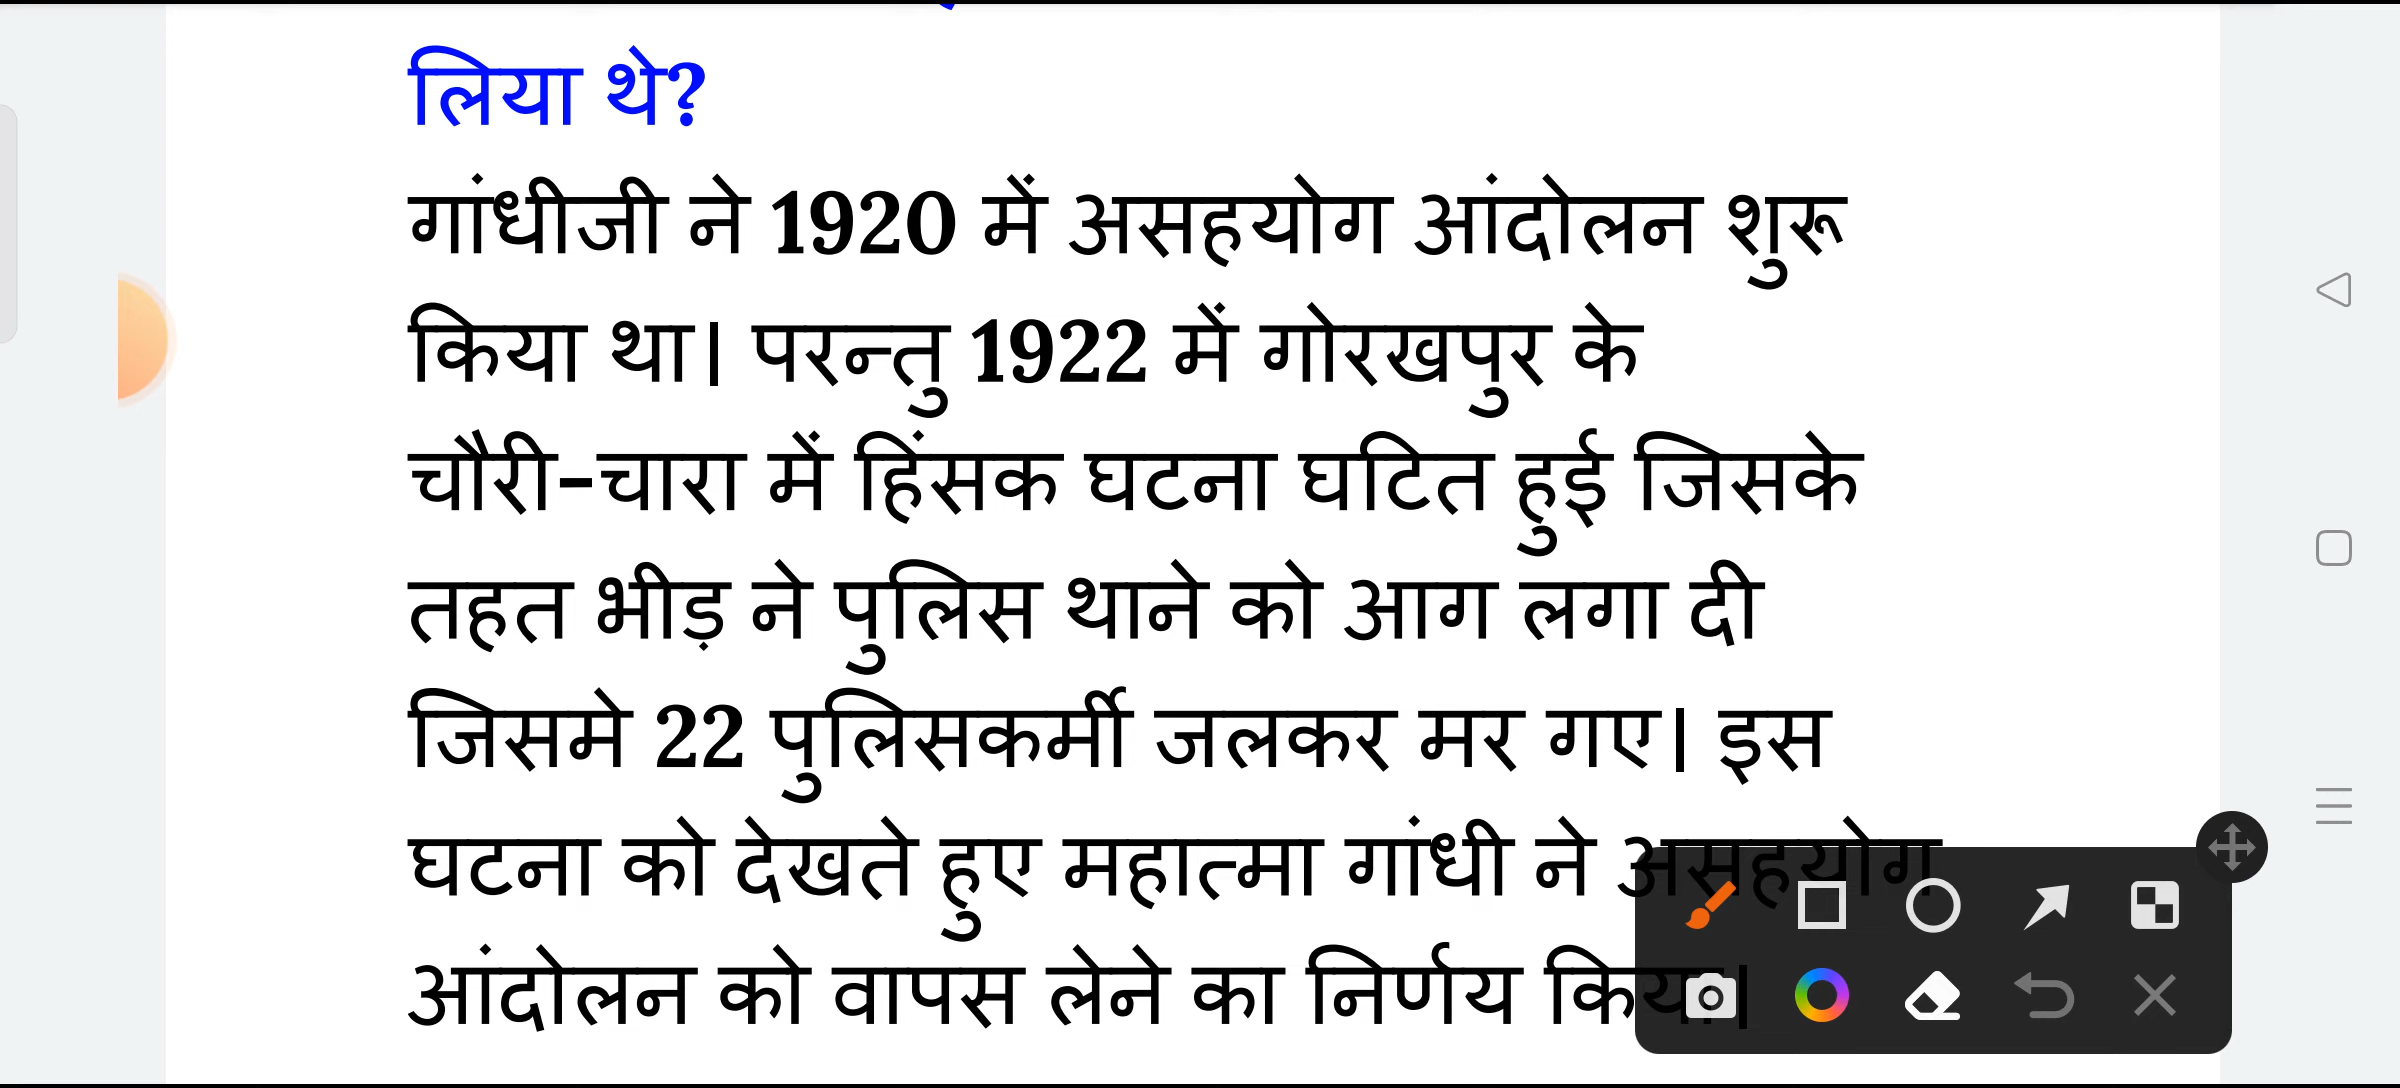 लिया थे?
गांधीजी ने 1920 में असहयोग आंदोलन शुरू
किया था। परन्तु 1922 में गोरखपुर के
चौरी-चारा में हिंसक घटना घटित हुई जिसके
तहत भीड़ ने पुलिस थाने को आग लगा दी
जिसमे 22 पुलिसकर्मी जलकर मर गए। इस
घटना को देखते हुए महात्मा गांधी ने असहयोग
आंदोलन को वापस लेने का निर्णय किया।